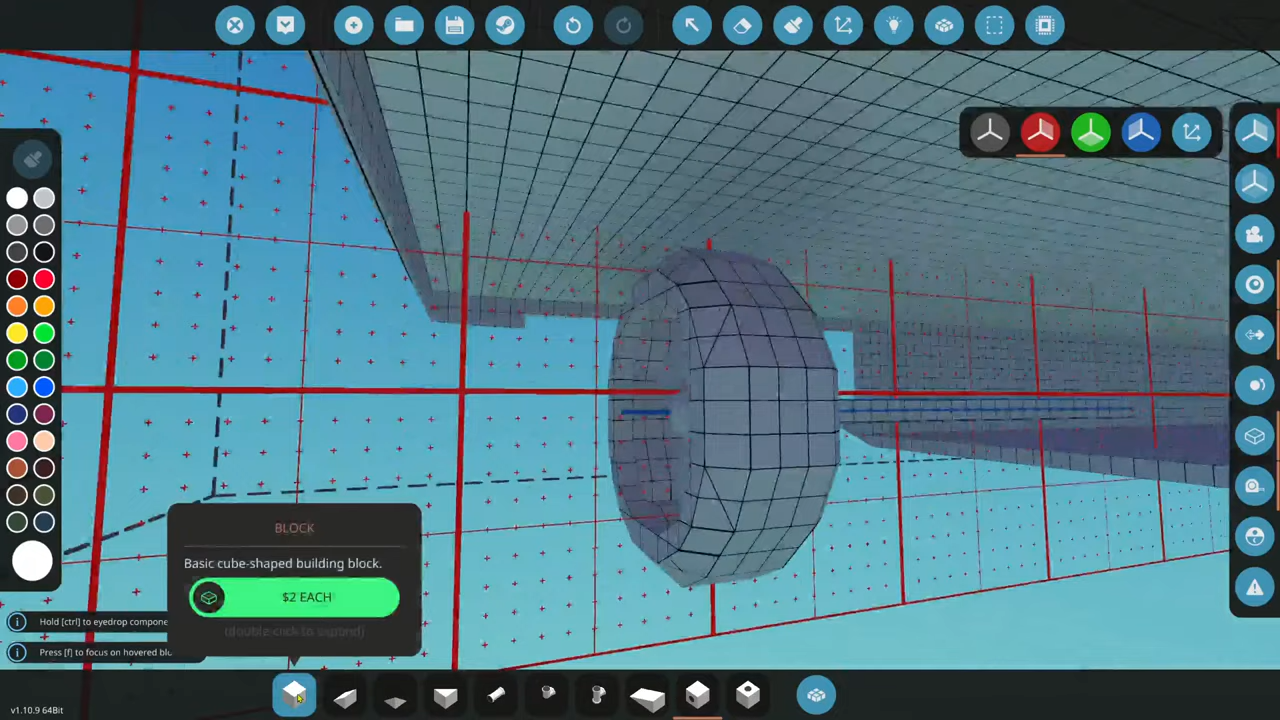 BLOCK
Basic cube-shaped building block.
$2 EACH
(double-click to expand)
Hold [ctrl] to eyedrop compone
Press [f] to focus on hovered blo
v1.10.9 64Bit